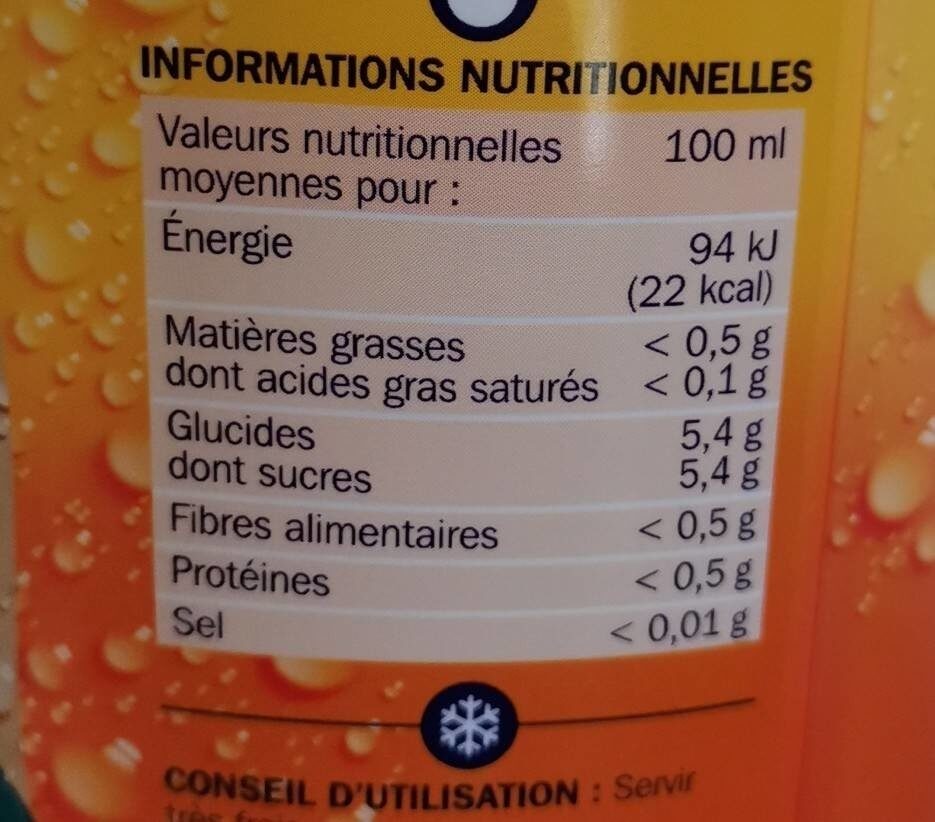 INFORMATIONS NUTRITIONNELLES
Valeurs nutritionnelles 100 ml
moyennes pour :
Énergie 94 kJ
(22 kcal)
Matières grasses < 0,5 g
dont acides gras saturés < 0,1 g
Glucides 5,4 g
dont sucres 5,4 g
Fibres alimentaires < 0,5 g
Protéines < 0,5 g
Sel < 0,01 g
CONSEIL D'UTILISATION : Servir
très